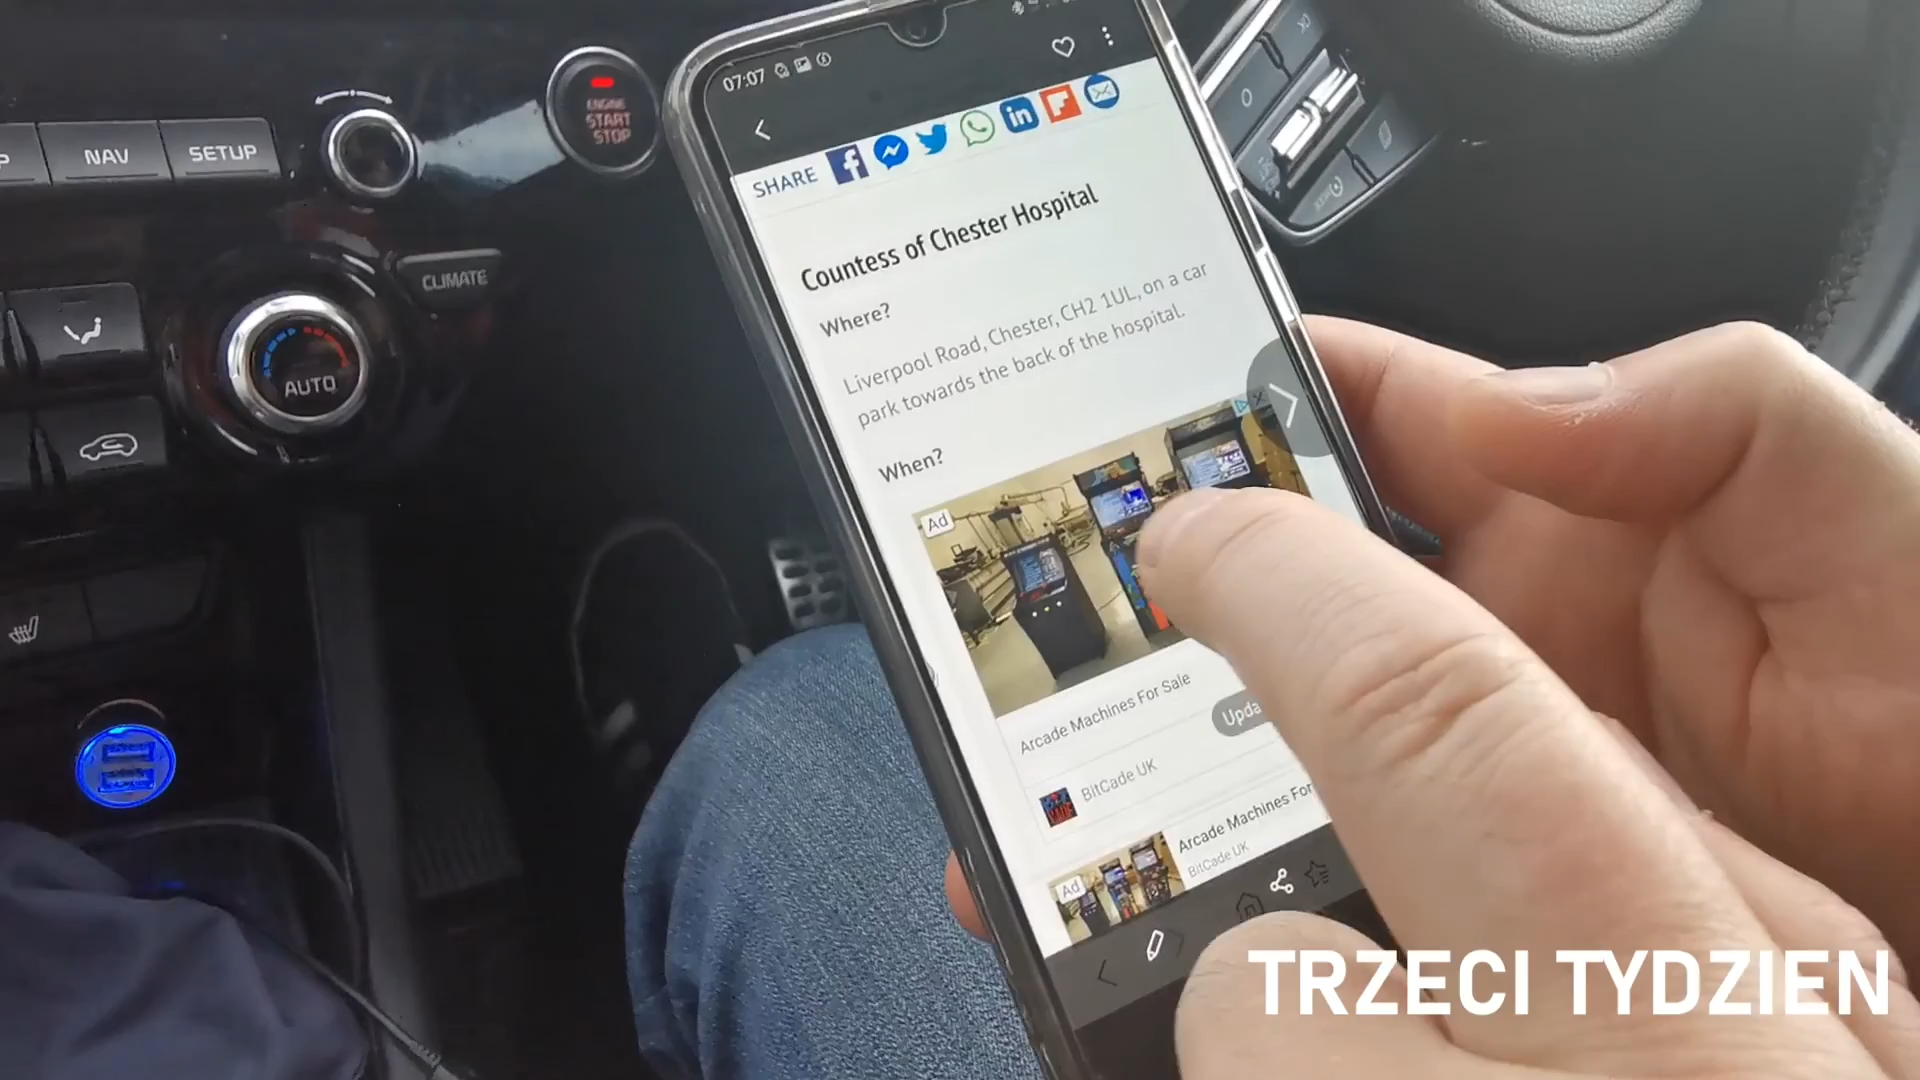 07:07
SHARE
Countess of Chester Hospital
Where?
Liverpool Road, Chester, CH2 1UL, on a car
park towards the back of the hospital.
When?
Ad
Arcade Machines For Sale
BitCade UK
Arcade Machines For
BitCade UK
Ad
NAV
SETUP
ENGINE
START
STOP
CLIMATE
AUTO
TRZECI TYDZIEN